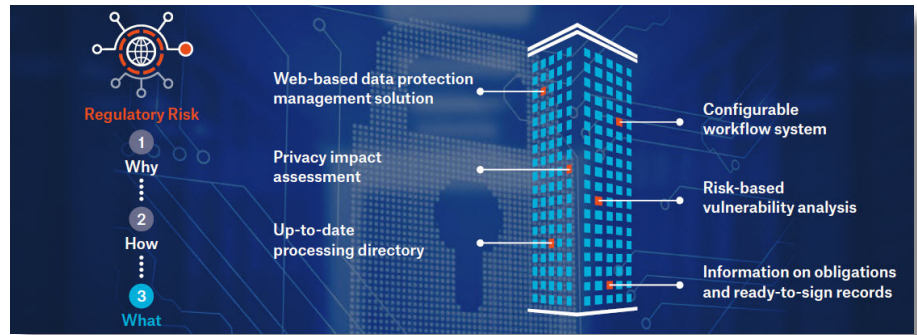 Regulatory Risk
1
Why
2
How
3
What
Web-based data protection
management solution
Privacy impact
assessment
Up-to-date
processing directory
Configurable
workflow system
Risk-based
vulnerability analysis
Information on obligations
and ready-to-sign records